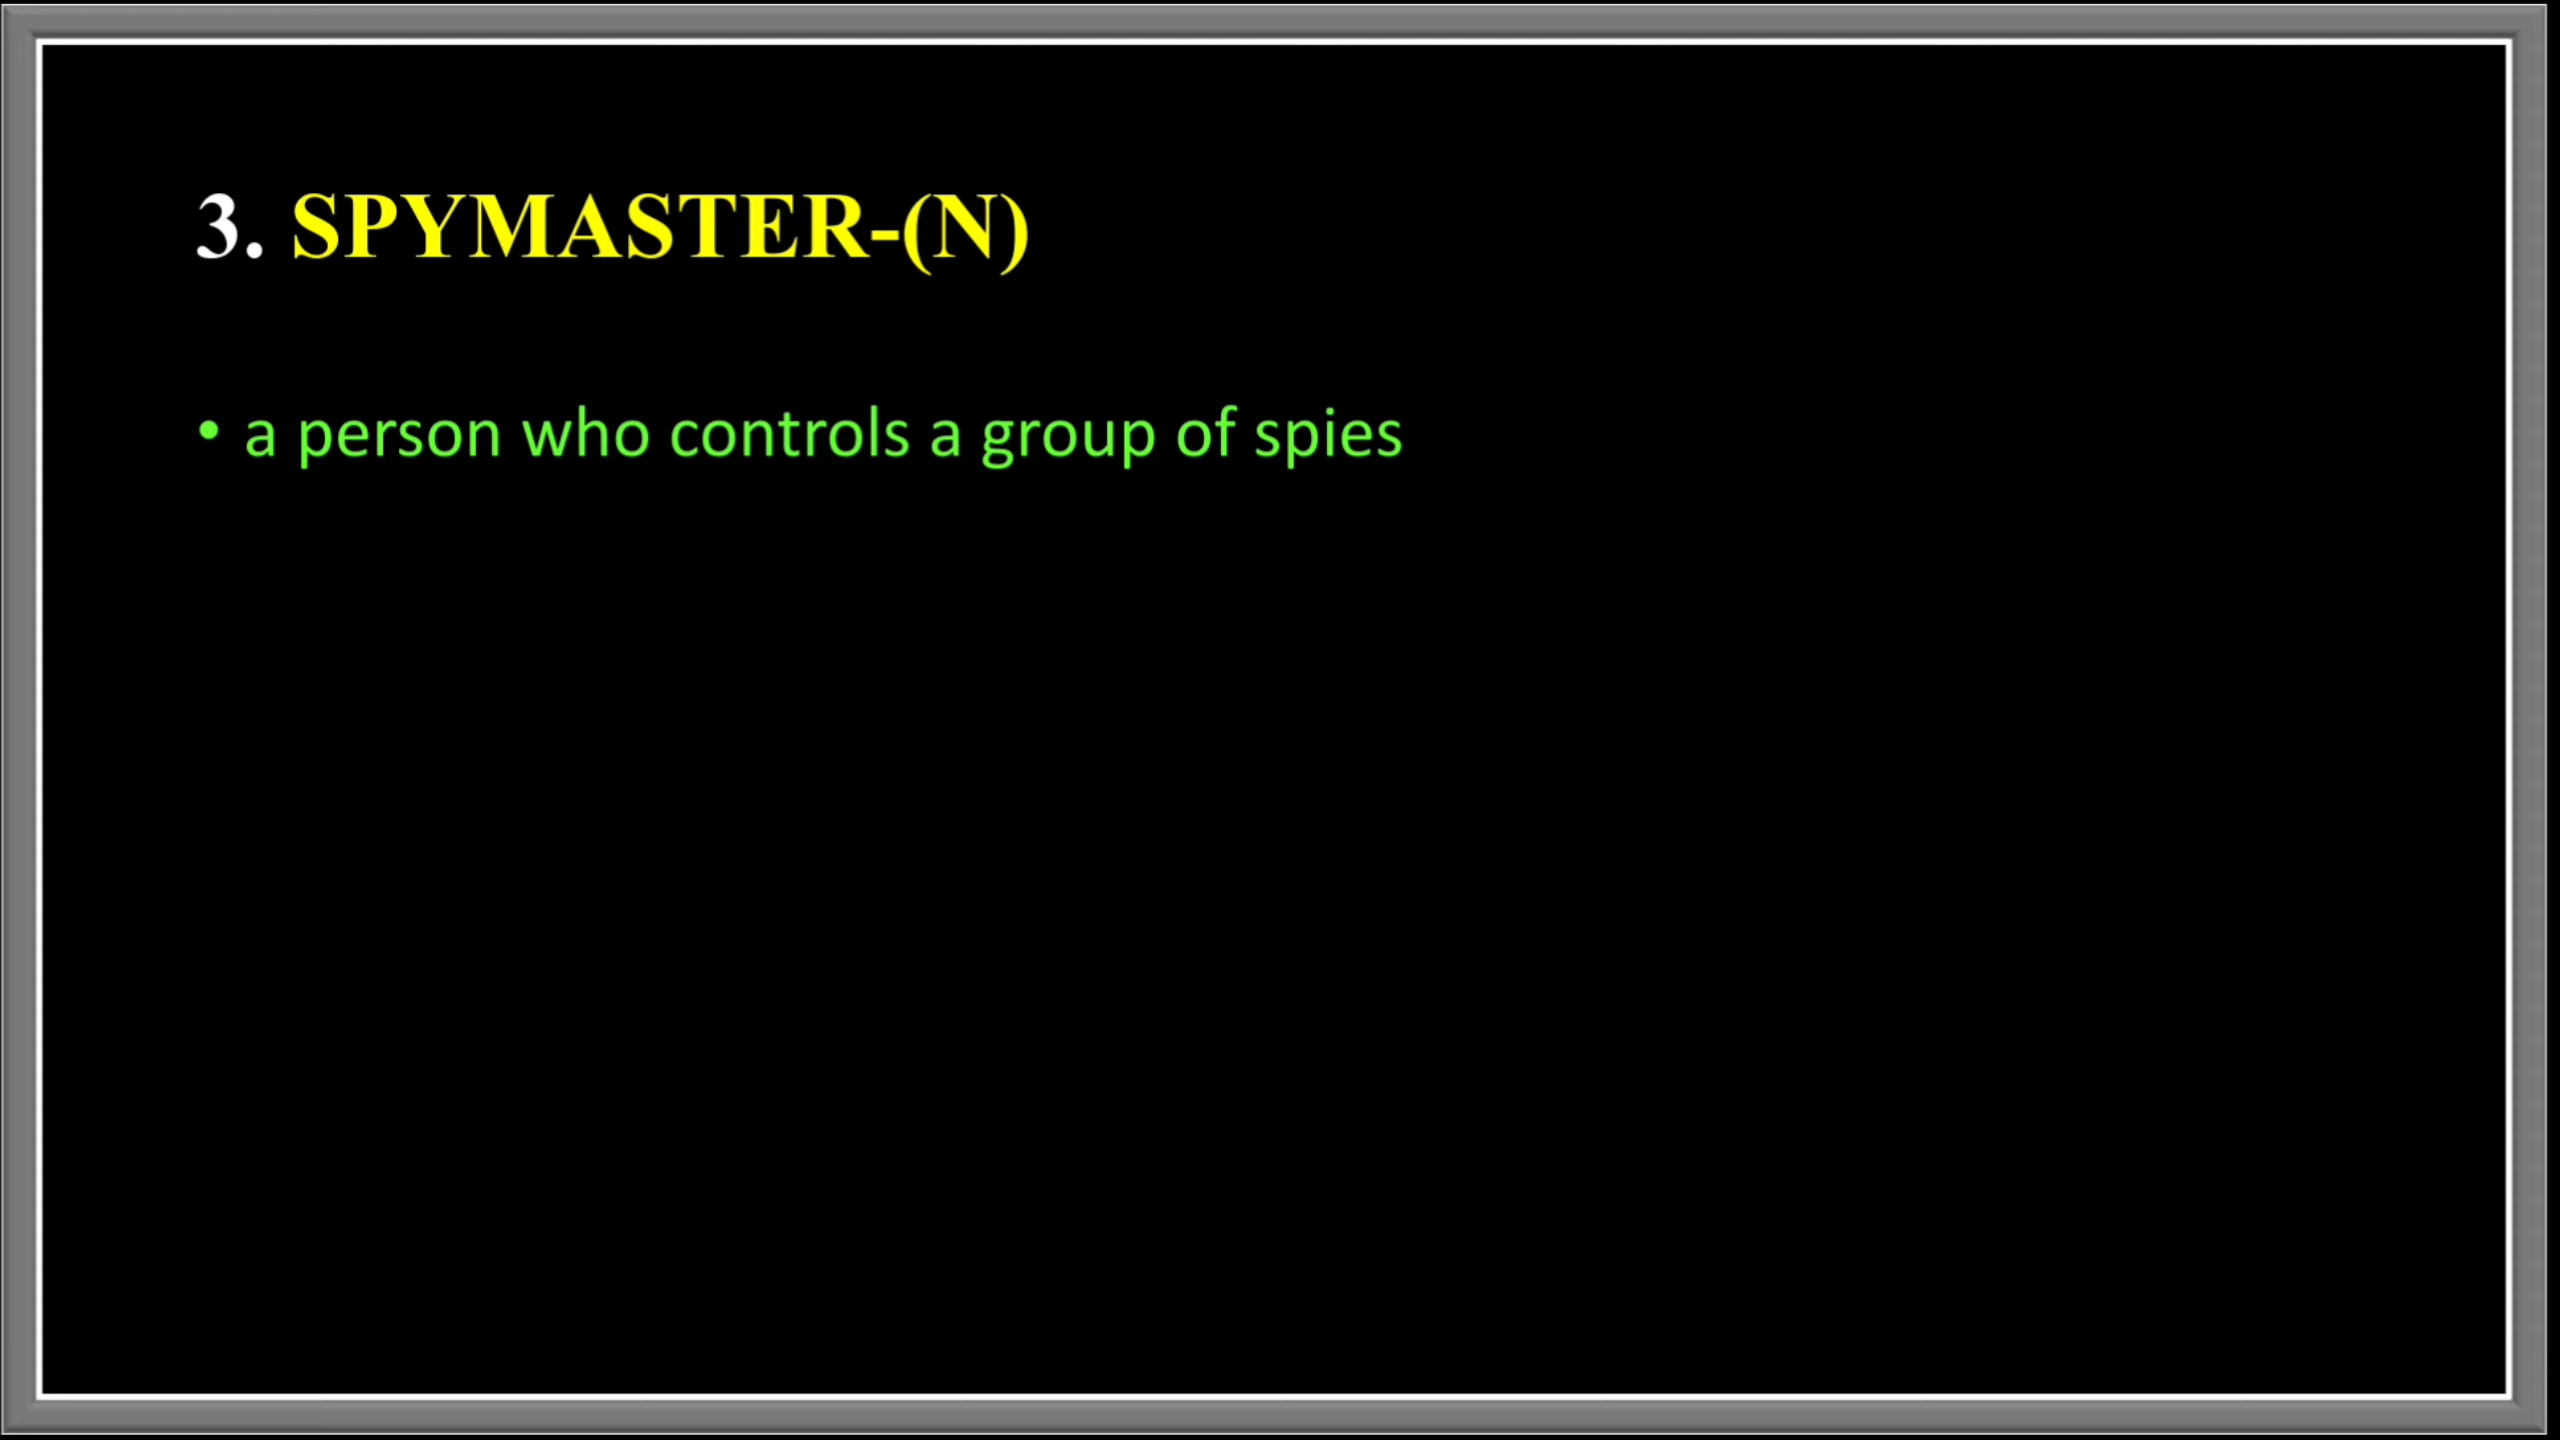 3. SPYMASTER-(N)
• a person who controls a group of spies